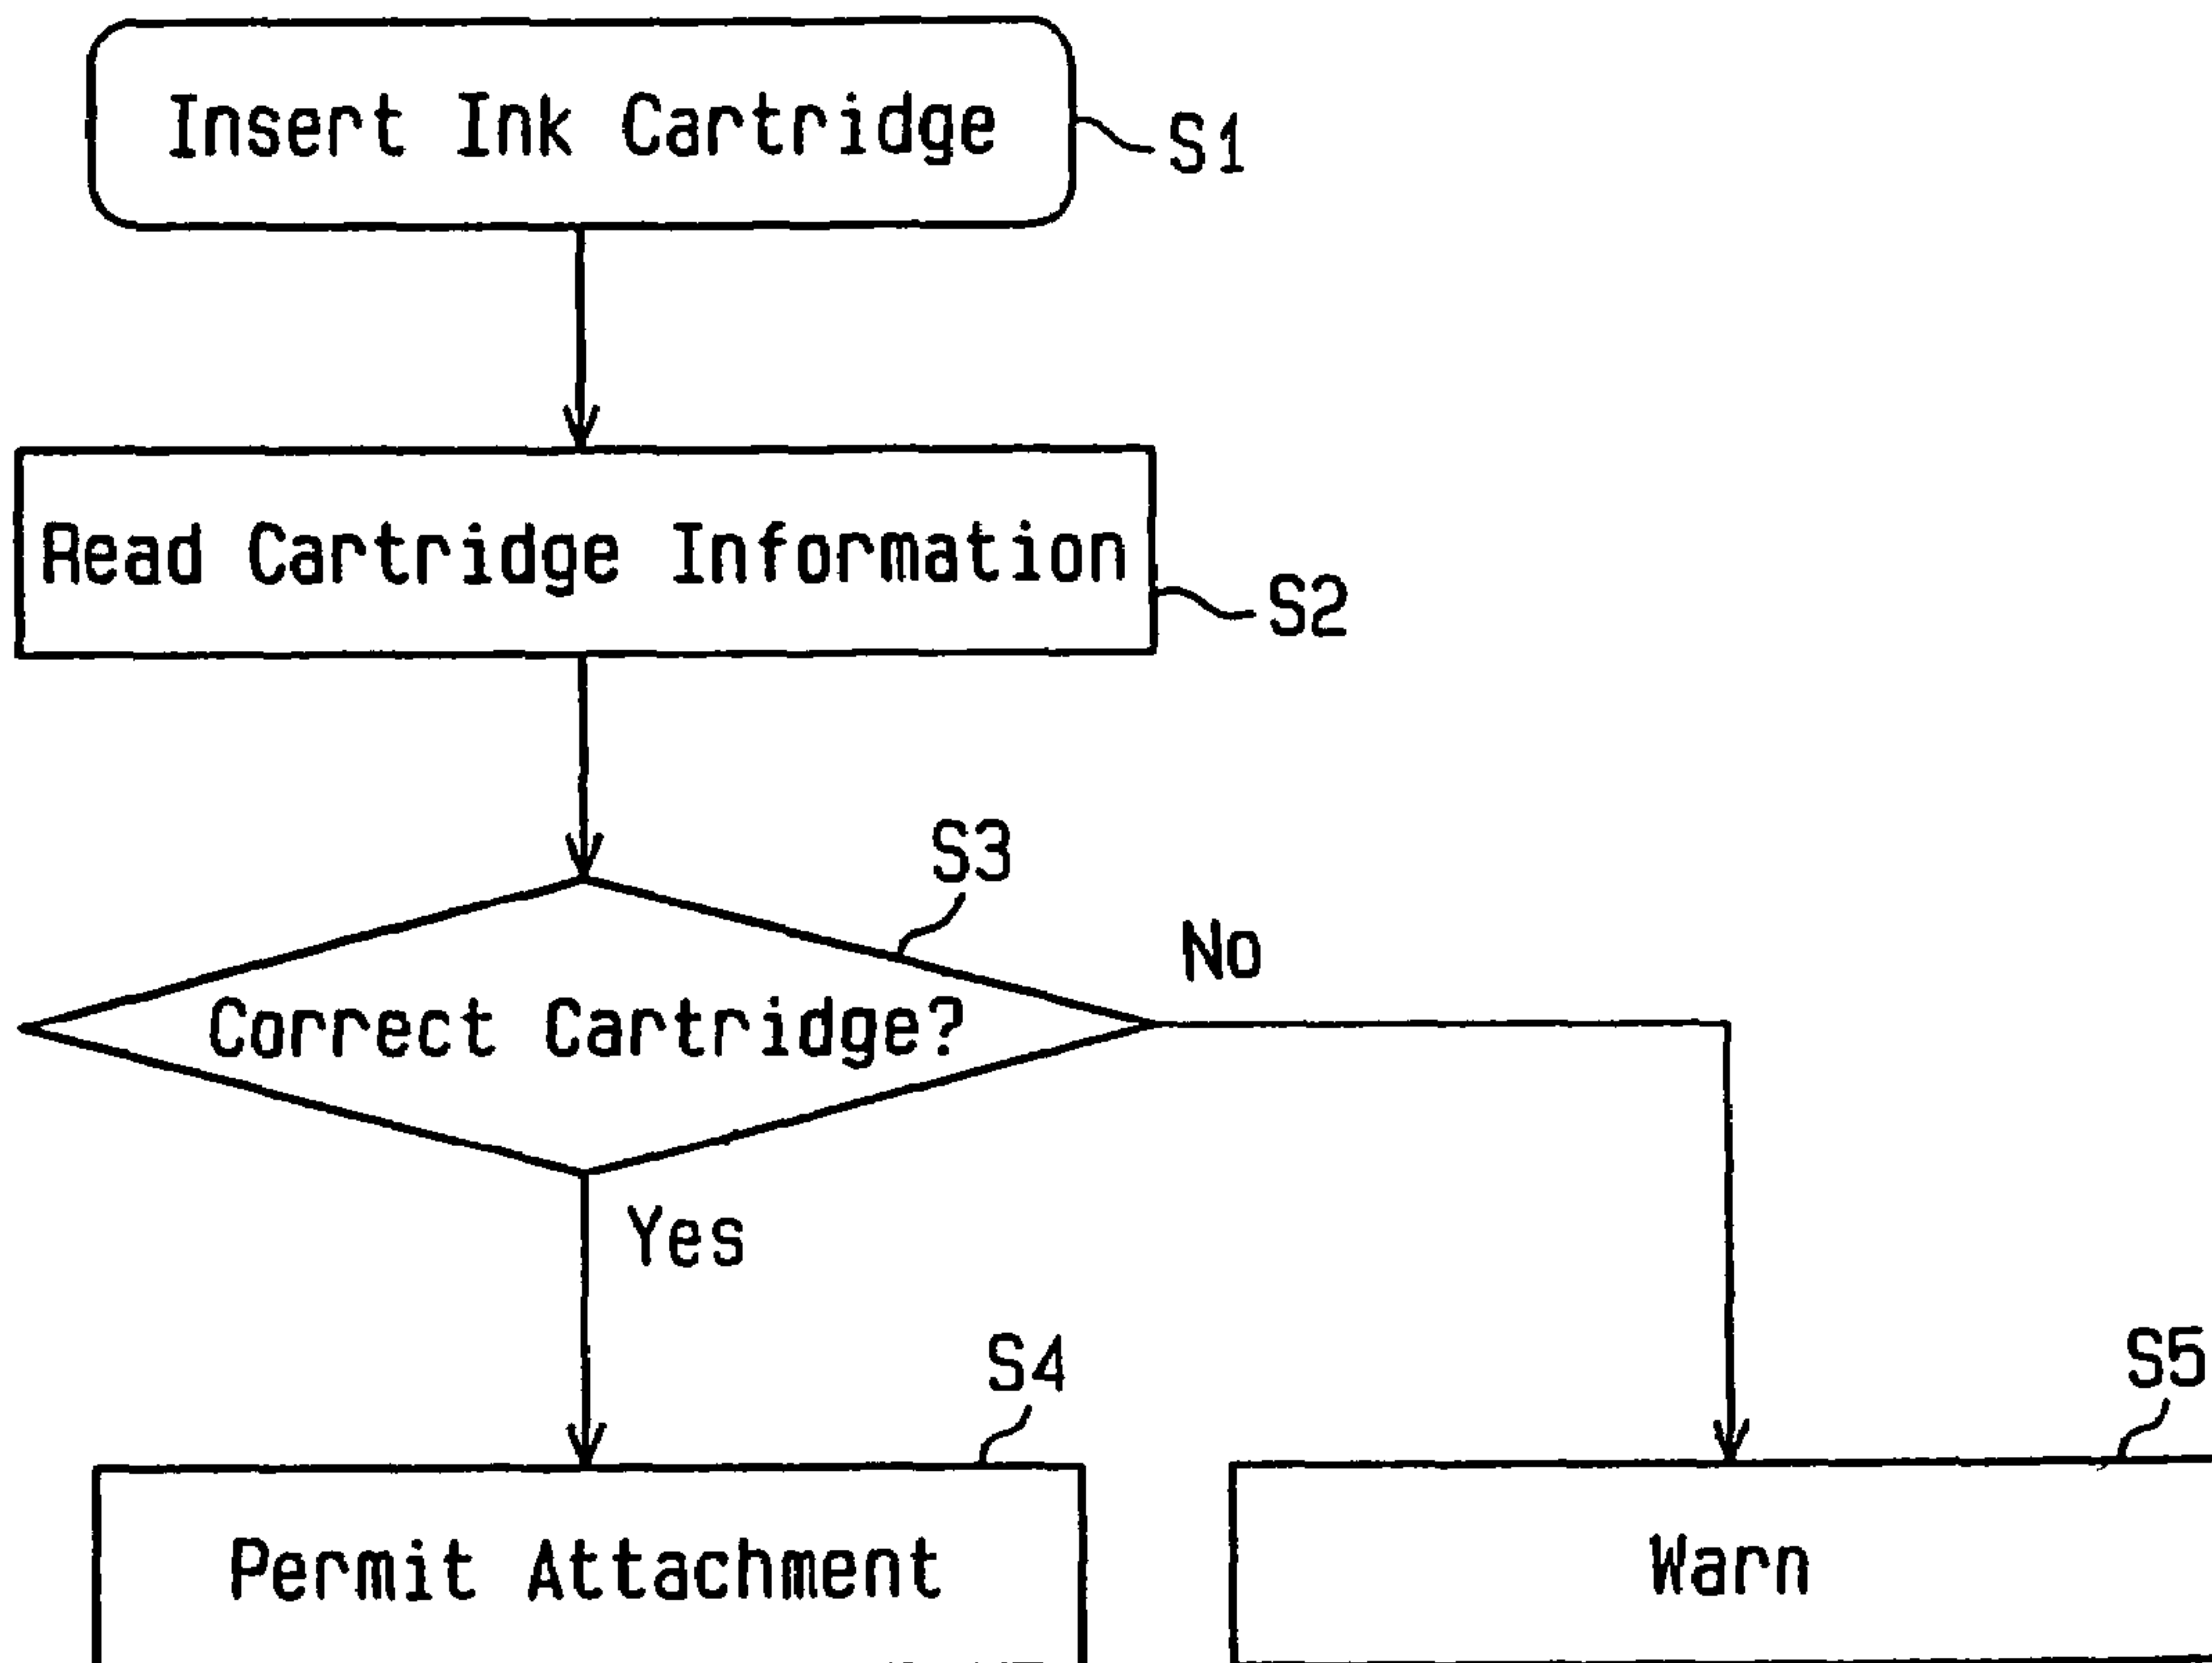 Insert Ink Cartridge
S1
Read Cartridge Information
S2
S3
No
Correct Cartridge?
Yes
S4
S5
Permit Attachment
Warn